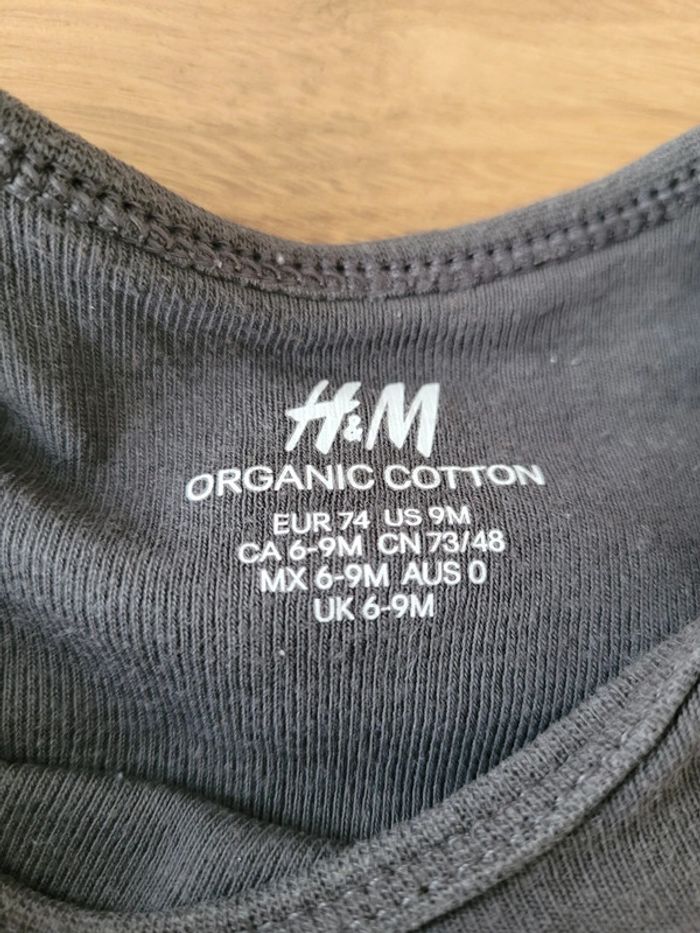 H&M
ORGANIC COTTON
EUR 74 US 9M
CA 6-9M CN 73/48
MX 6-9M AUS 0
UK 6-9M